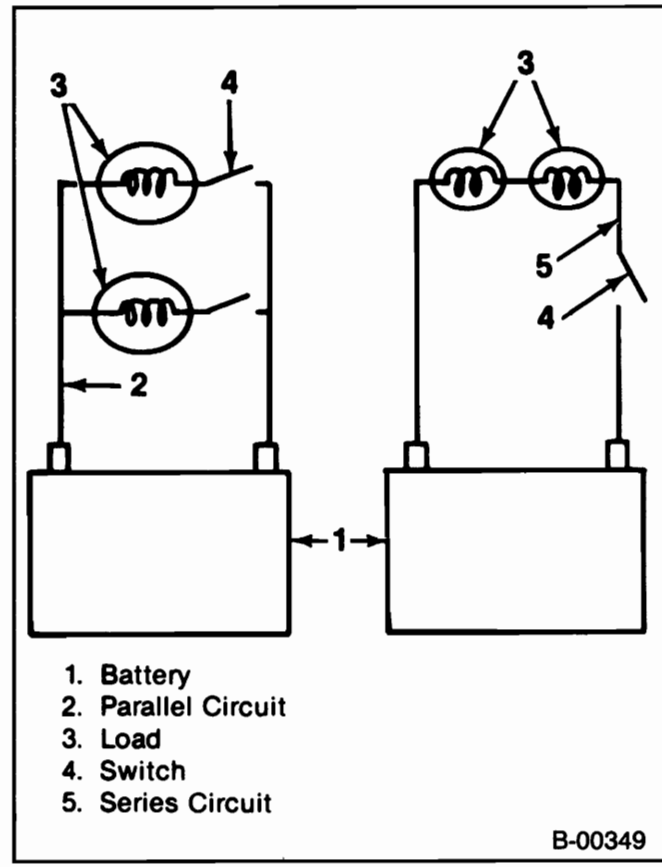 3
4
3
5
4
2
1
1. Battery
2. Parallel Circuit
3. Load
4. Switch
5. Series Circuit
B-00349